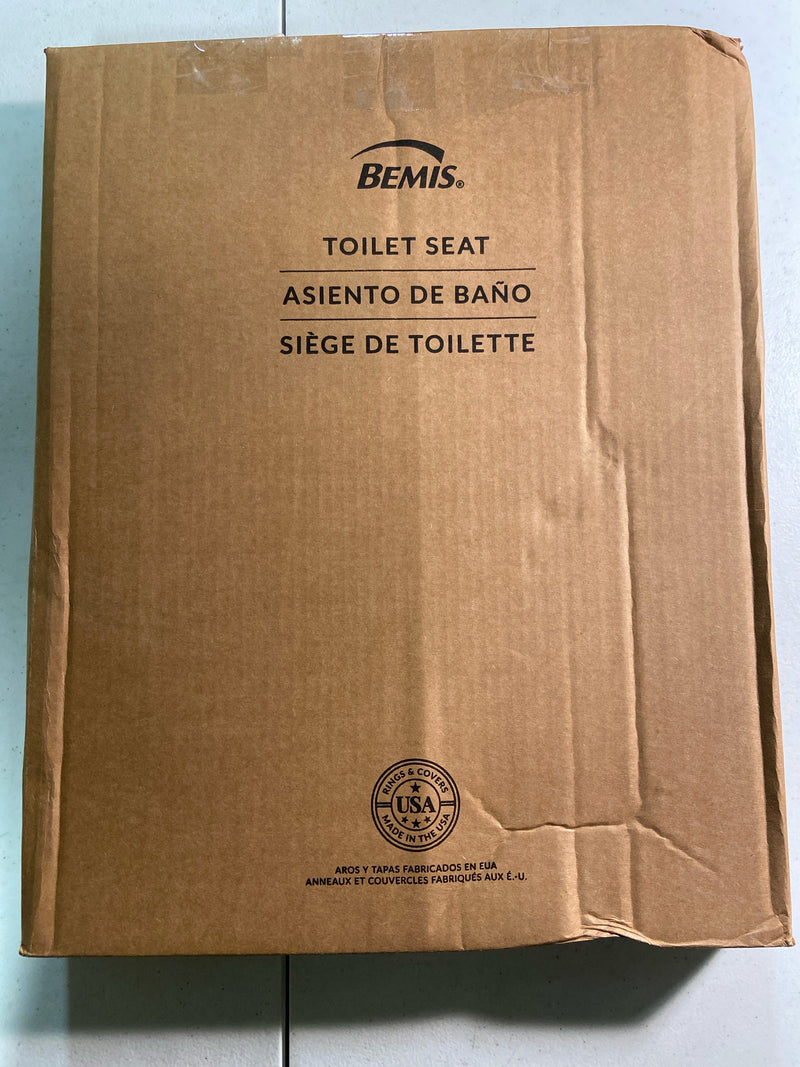 BEMIS®
TOILET SEAT
ASIENTO DE BAÑO
SIÈGE DE TOILETTE
RINGS & COVERS
USA
MADE IN THE USA
AROS Y TAPAS FABRICADOS EN EUA
ANNEAUX ET COUVERCLES FABRIQUÉS AUX É.-U.